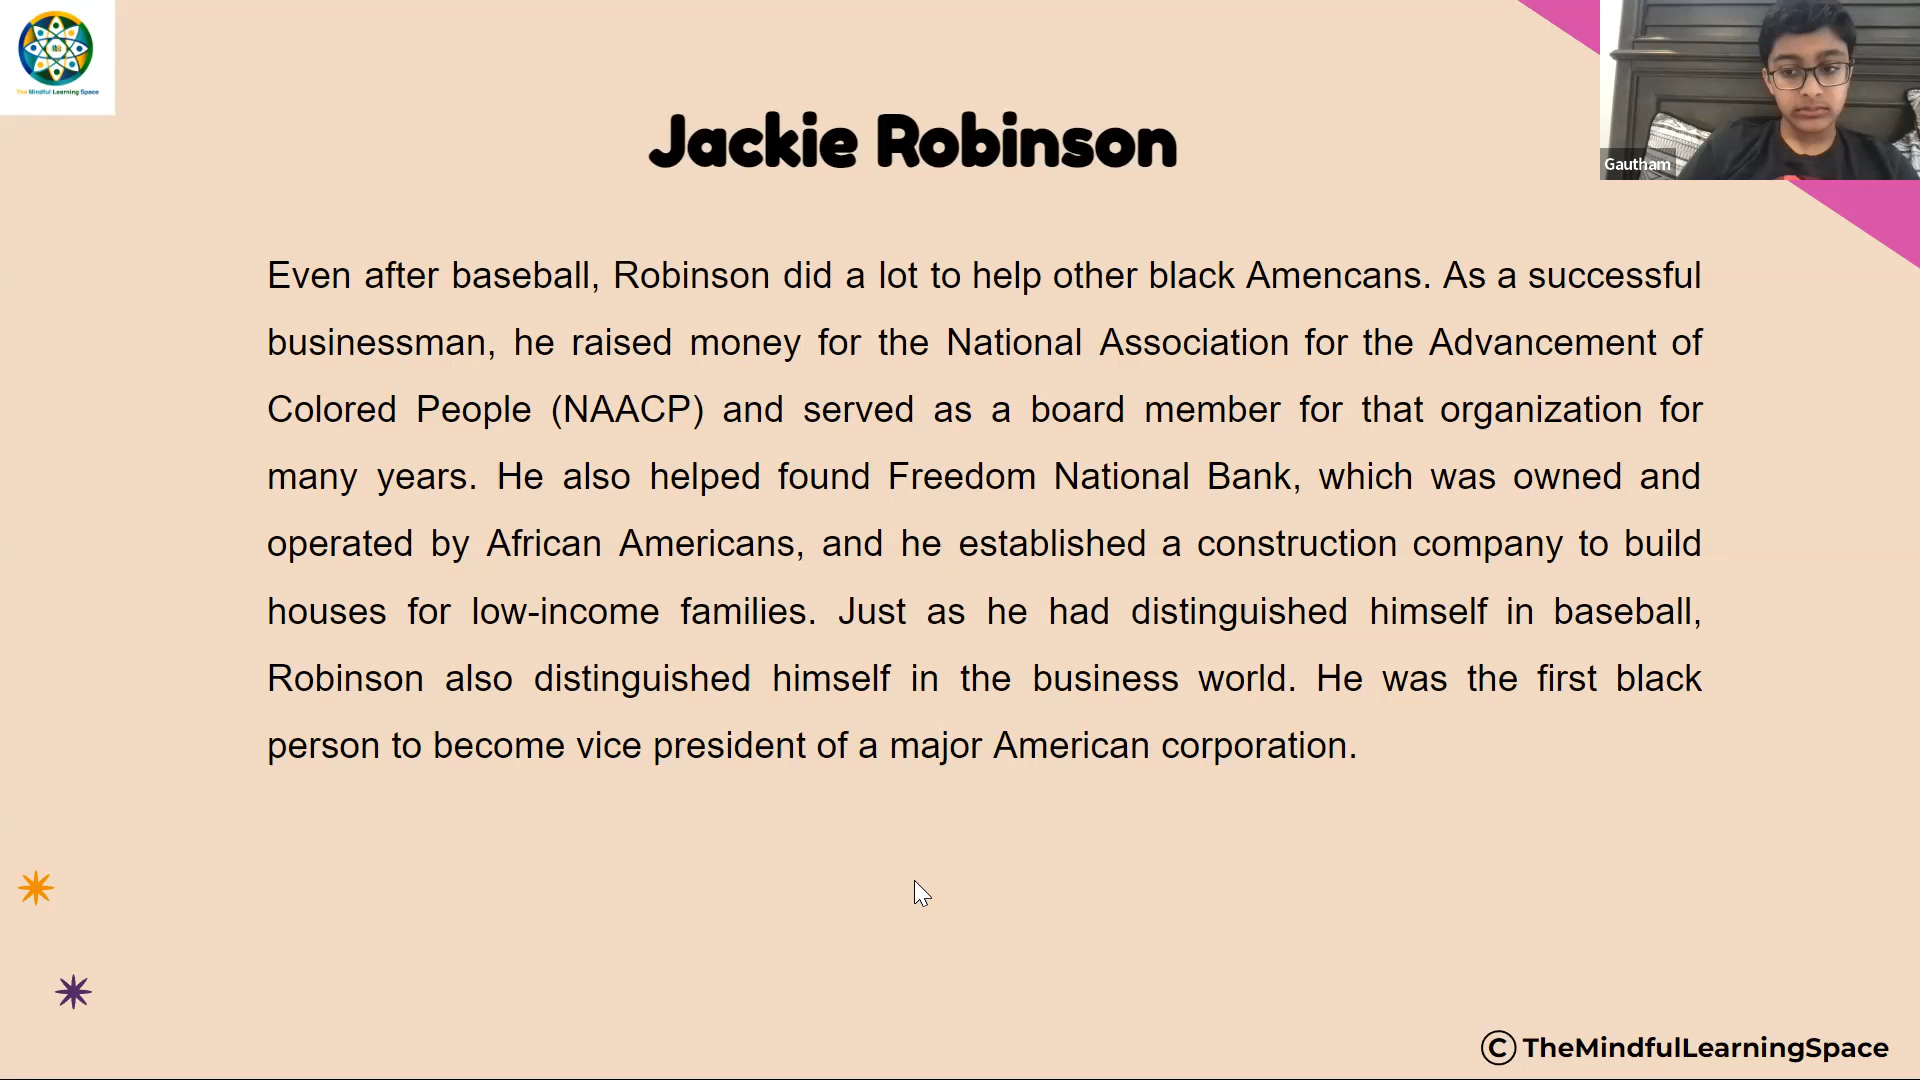 The Mindful Learning Space
Gautham
Jackie Robinson
Even after baseball, Robinson did a lot to help other black Amencans. As a successful
businessman, he raised money for the National Association for the Advancement of
Colored People (NAACP) and served as a board member for that organization for
many years. He also helped found Freedom National Bank, which was owned and
operated by African Americans, and he established a construction company to build
houses for low-income families. Just as he had distinguished himself in baseball,
Robinson also distinguished himself in the business world. He was the first black
person to become vice president of a major American corporation.
© TheMindfulLearningSpace